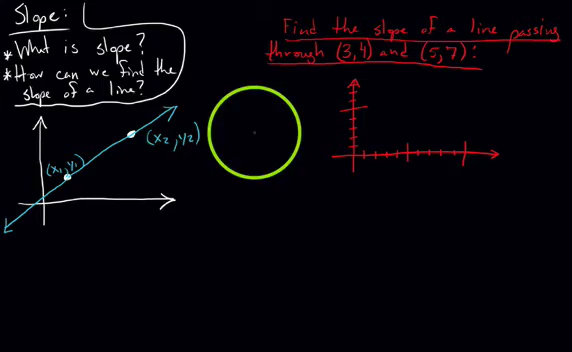 Slope:
* What is slope?
* How can we find the
slope of a line?
(x1, y1)
(x2, y2)
Find the slope of a line passing
through (3,4) and (5,7):